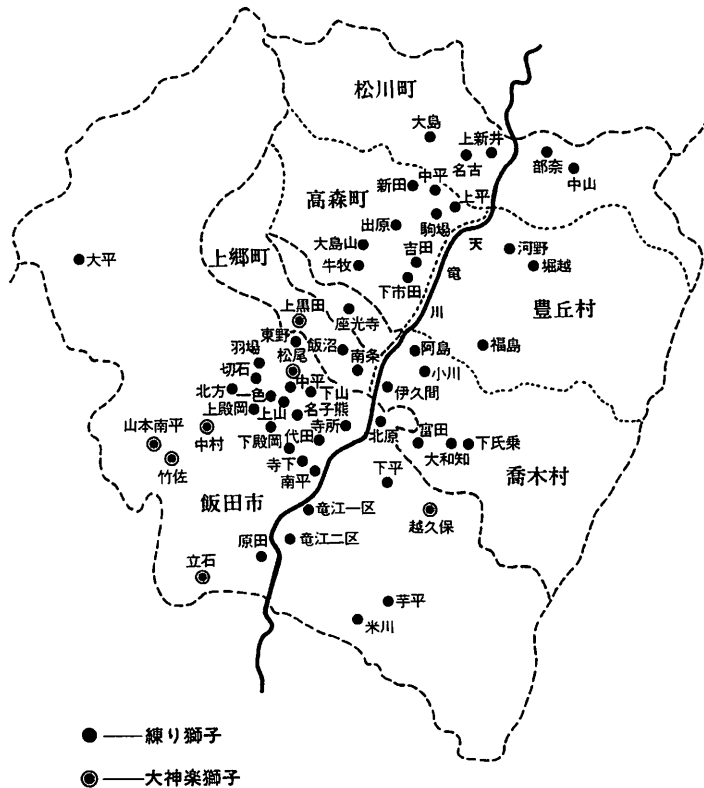 松川町
大島
上新井
名古
部奈
中山
中平
新田
高森町
上平
駒場
出原
大島山
吉田
牛牧
下市田
天竜川
河野
堀越
上郷町
大平
豊丘村
上黒田
座光寺
東野
飯沼
松尾
南条
阿島
福島
小川
羽場
切石
中平
下山
伊久間
北方
一色
上殿岡
上山
名子熊
寺所
北原
富田
山本南平
中村
下殿岡
代田
大和知
下氏乗
竹佐
寺下
南平
下平
喬木村
飯田市
竜江一区
越久保
原田
竜江二区
立石
芋平
米川
練り獅子
大神楽獅子